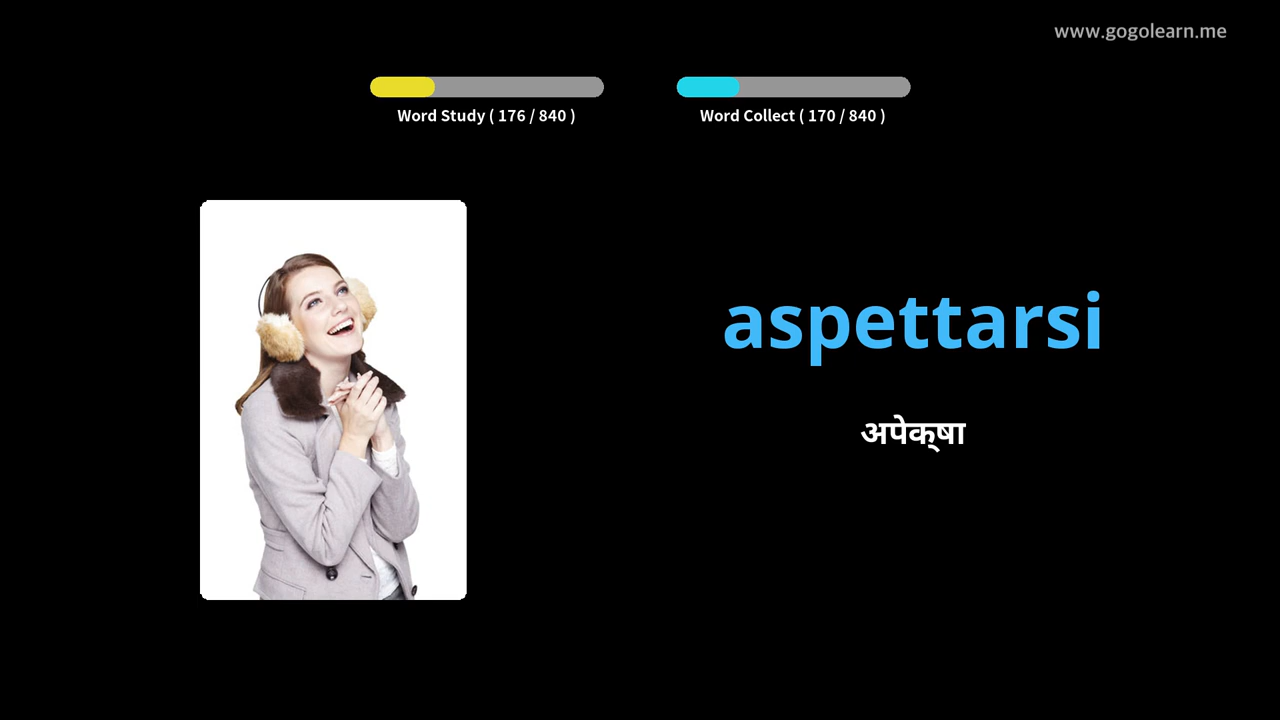 www.gogolearn.me
Word Study ( 176 / 840 )
Word Collect ( 170 / 840 )
aspettarsi
अपेक्षा